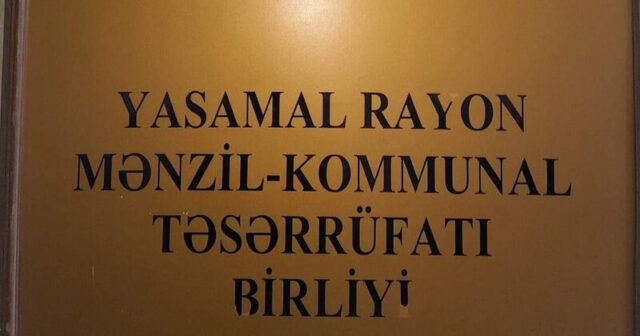 YASAMAL RAYON
MƏNZİL-KOMMUNAL
TƏSƏRRÜFATI
BİRLİYİ